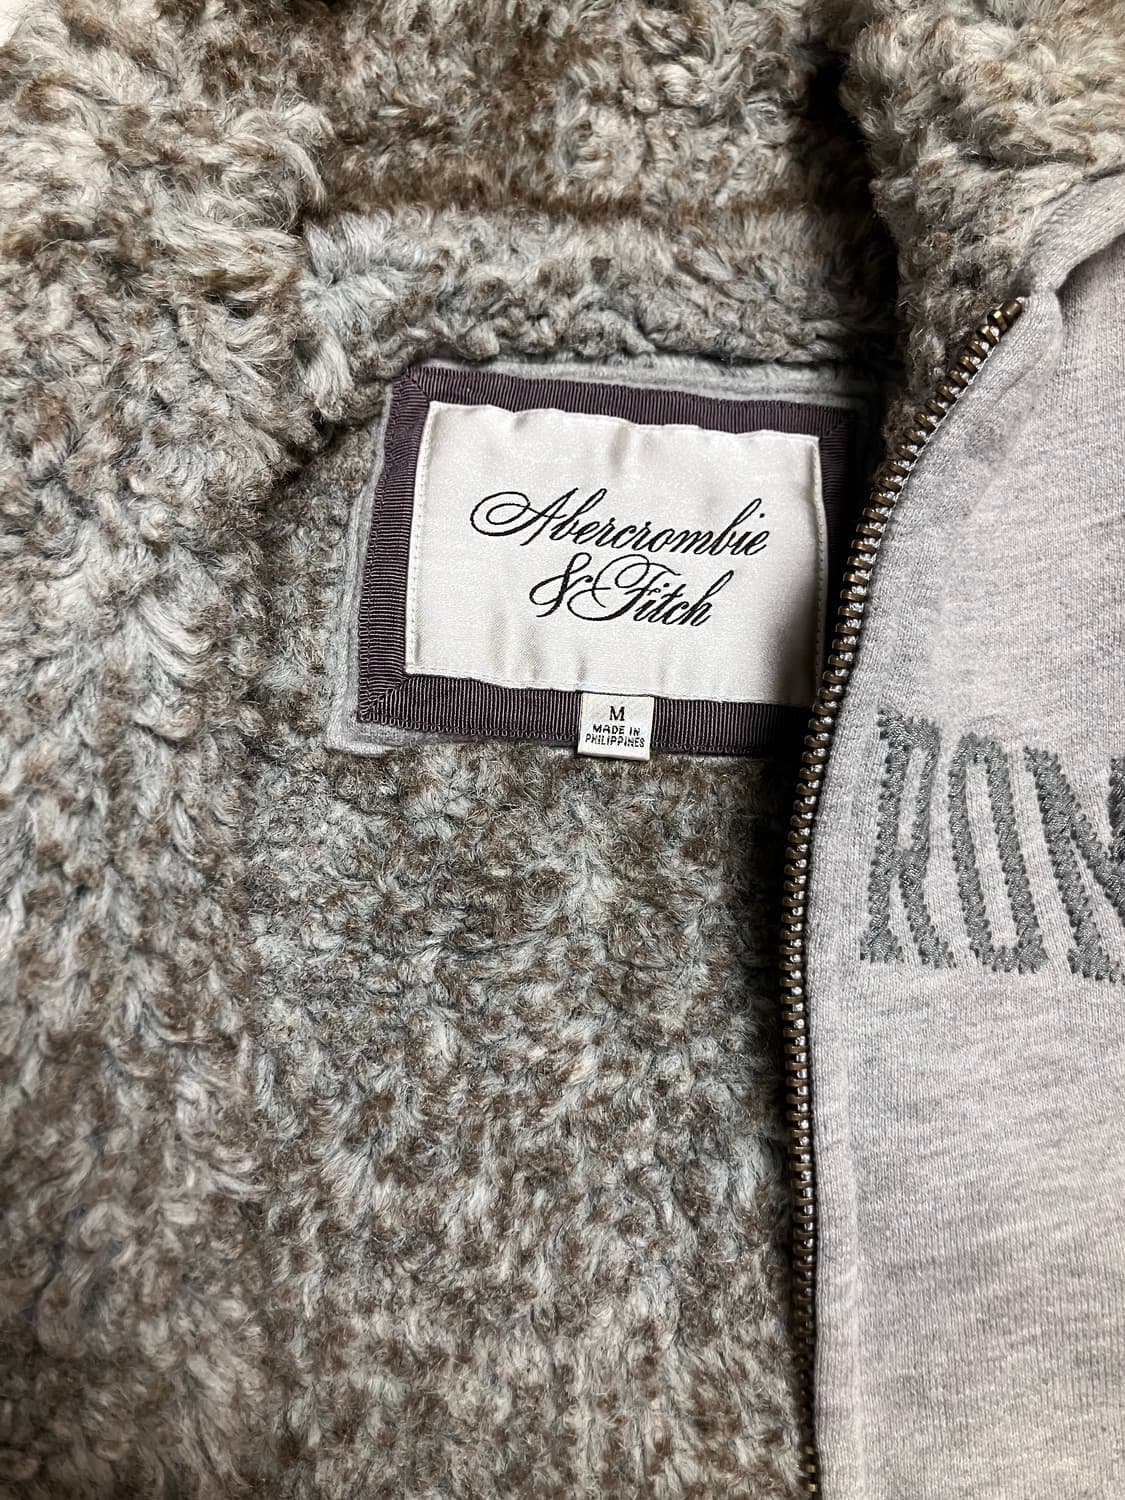 Abercrombie
& Fitch
M
MADE IN
PHILIPPINES
ROM